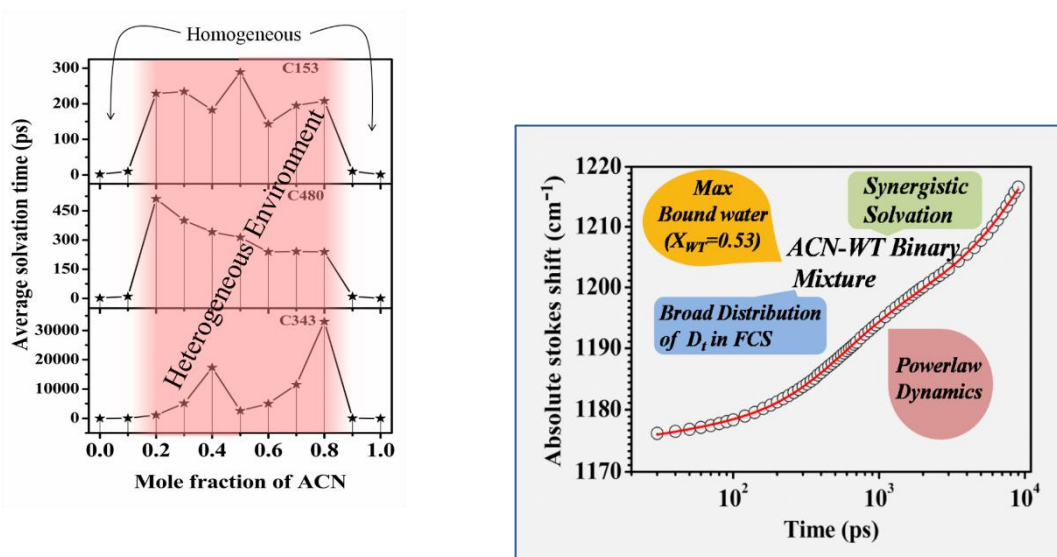 Homogeneous
Average solvation time (ps)
300
200
100
0
C153
450
300
150
0
C480
30000
20000
10000
0
C343
Heterogeneous Environment
0.0 0.2 0.4 0.6 0.8 1.0
Mole fraction of ACN
Absolute stokes shift (cm⁻¹)
1220
1210
1200
1190
1180
1170
Max
Bound water
(X_WT=0.53)
Synergistic
Solvation
ACN-WT Binary
Mixture
Broad Distribution
of D_t in FCS
Powerlaw
Dynamics
10² 10³ 10⁴
Time (ps)